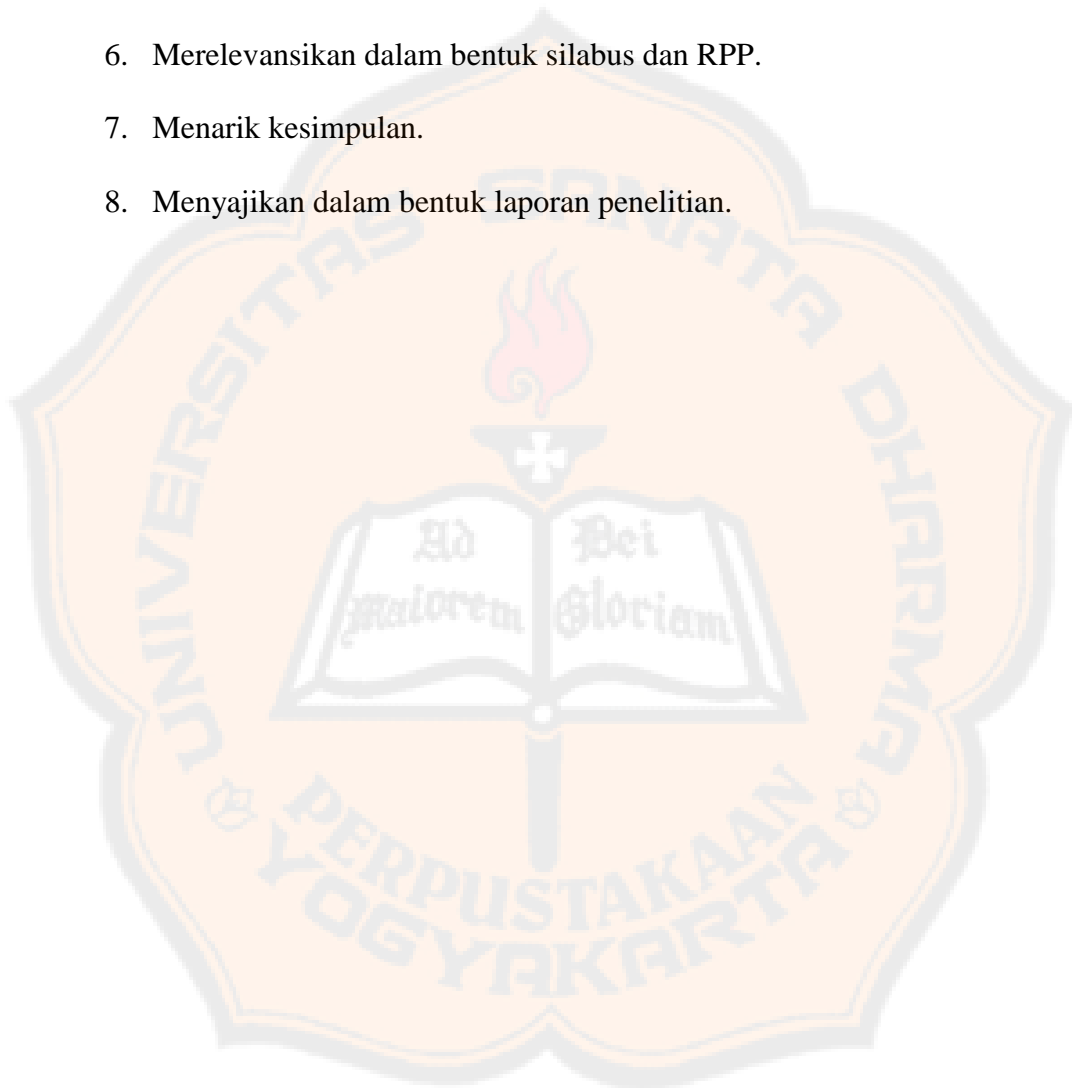 6. Merelevansikan dalam bentuk silabus dan RPP.
7. Menarik kesimpulan.
8. Menyajikan dalam bentuk laporan penelitian.
UNIVERSITAS SANATA DHARMA
Ad Dei
Maiorem Gloriam
PERPUSTAKAAN
YOGYAKARTA